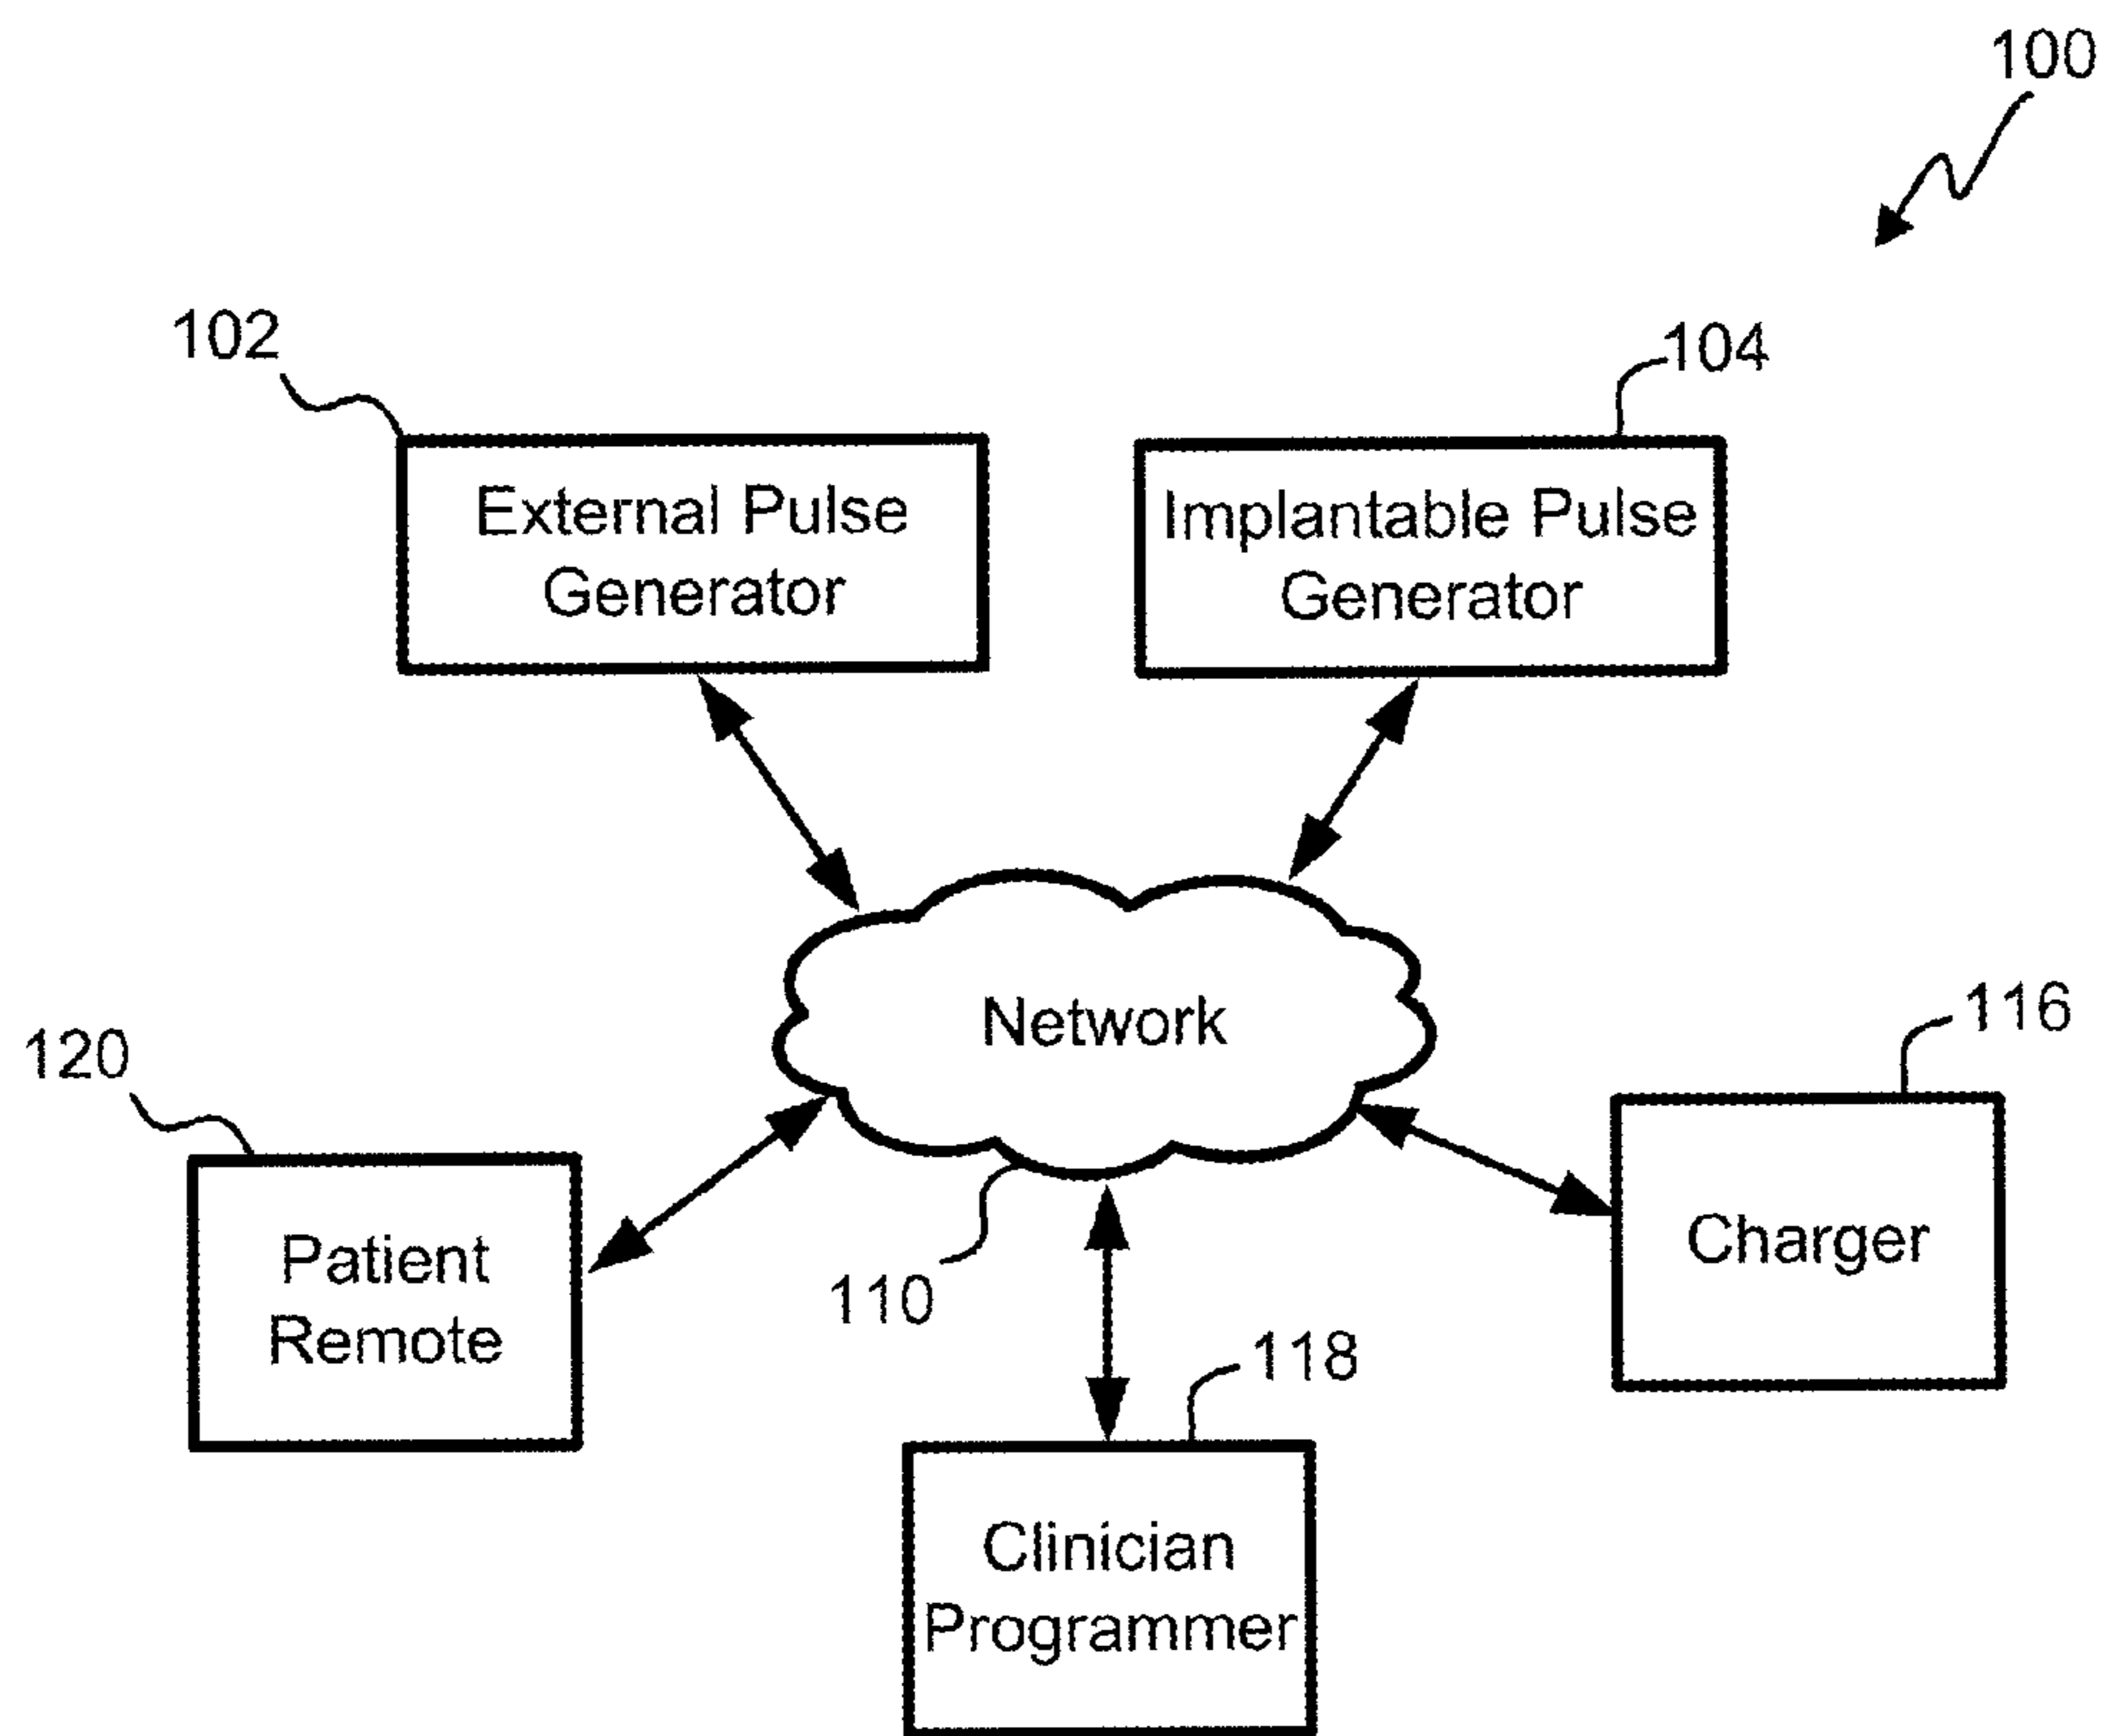 100
102
104
External Pulse
Generator
Implantable Pulse
Generator
Network
116
120
Charger
Patient
Remote
110
118
Clinician
Programmer